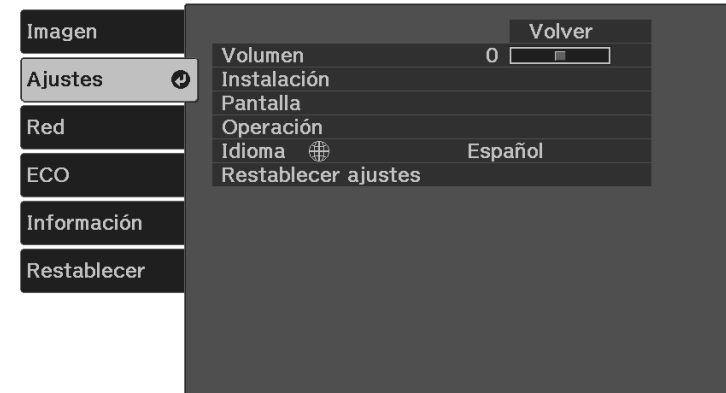 Imagen
Ajustes
Red
ECO
Información
Restablecer
Volver
Volumen 0
Instalación
Pantalla
Operación
Idioma Español
Restablecer ajustes